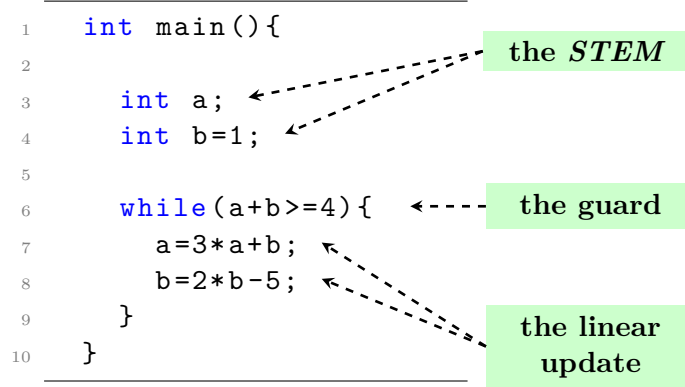 1 int main(){
2
3 int a;
4 int b=1;
5
6 while(a+b>=4){
7 a=3*a+b;
8 b=2*b-5;
9 }
10 }
the STEM
the guard
the linear
update